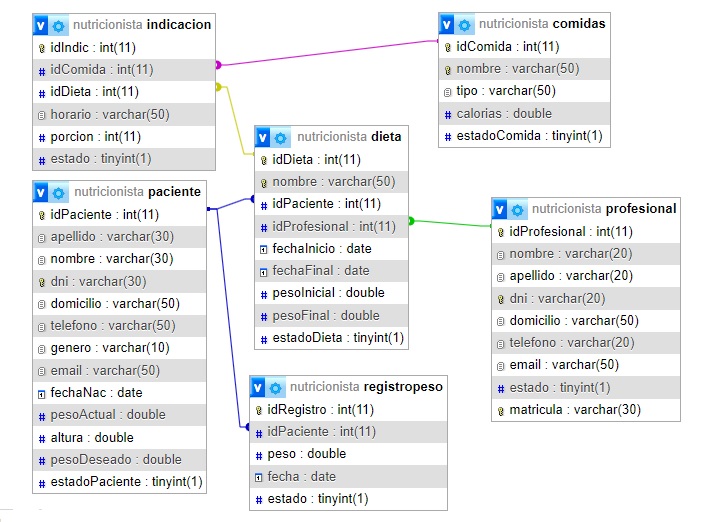 nutricionista indicacion
idIndic : int(11)
idComida : int(11)
idDieta : int(11)
horario : varchar(50)
porcion : int(11)
estado : tinyint(1)
nutricionista comidas
idComida : int(11)
nombre : varchar(50)
tipo : varchar(50)
calorias : double
estadoComida : tinyint(1)
nutricionista dieta
idDieta : int(11)
nombre : varchar(50)
idPaciente : int(11)
idProfesional : int(11)
fechaInicio : date
fechaFinal : date
pesoInicial : double
pesoFinal : double
estadoDieta : tinyint(1)
nutricionista paciente
idPaciente : int(11)
apellido : varchar(30)
nombre : varchar(30)
dni : varchar(30)
domicilio : varchar(50)
telefono : varchar(50)
genero : varchar(10)
email : varchar(50)
fechaNac : date
pesoActual : double
altura : double
pesoDeseado : double
estadoPaciente : tinyint(1)
nutricionista profesional
idProfesional : int(11)
nombre : varchar(20)
apellido : varchar(20)
dni : varchar(20)
domicilio : varchar(50)
telefono : varchar(20)
email : varchar(50)
estado : tinyint(1)
matricula : varchar(30)
nutricionista registropeso
idRegistro : int(11)
idPaciente : int(11)
peso : double
fecha : date
estado : tinyint(1)